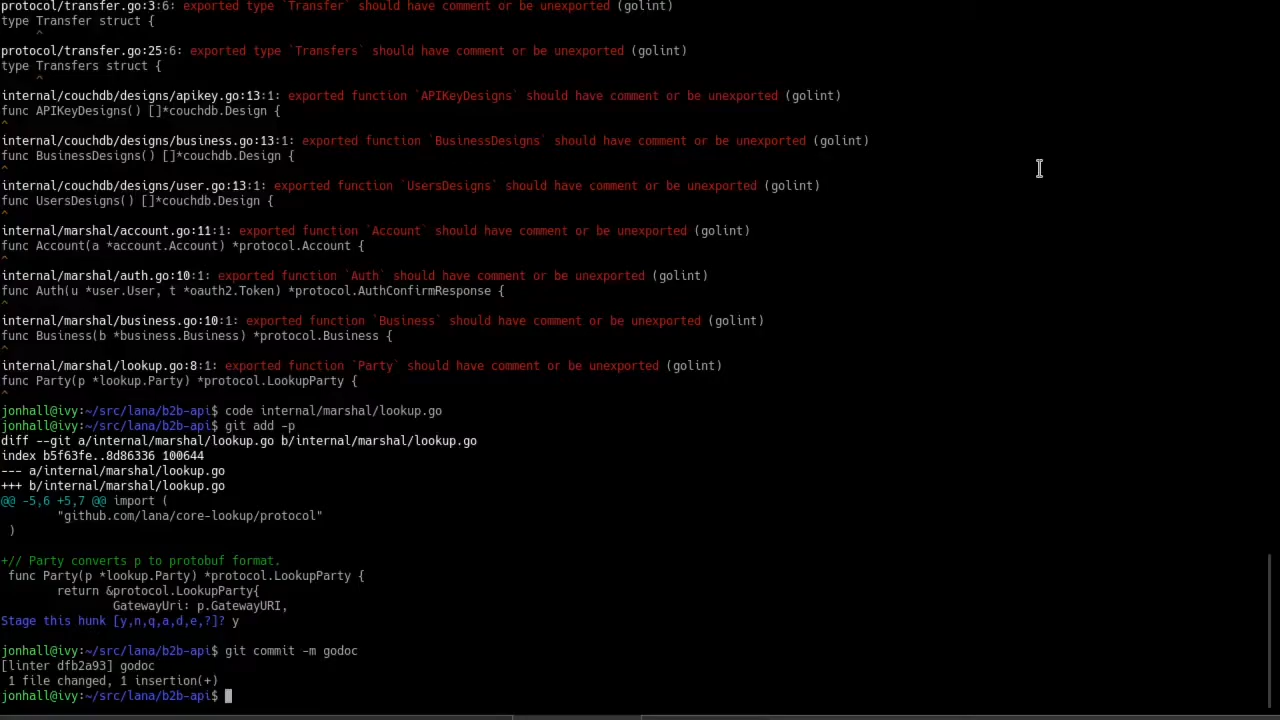 protocol/transfer.go:3:6: exported type `Transfer` should have comment or be unexported (golint)
type Transfer struct {
     ^
protocol/transfer.go:25:6: exported type `Transfers` should have comment or be unexported (golint)
type Transfers struct {
     ^
internal/couchdb/designs/apikey.go:13:1: exported function `APIKeyDesigns` should have comment or be unexported (golint)
func APIKeyDesigns() []*couchdb.Design {
^
internal/couchdb/designs/business.go:13:1: exported function `BusinessDesigns` should have comment or be unexported (golint)
func BusinessDesigns() []*couchdb.Design {
^
internal/couchdb/designs/user.go:13:1: exported function `UsersDesigns` should have comment or be unexported (golint)
func UsersDesigns() []*couchdb.Design {
^
internal/marshal/account.go:11:1: exported function `Account` should have comment or be unexported (golint)
func Account(a *account.Account) *protocol.Account {
^
internal/marshal/auth.go:10:1: exported function `Auth` should have comment or be unexported (golint)
func Auth(u *user.User, t *oauth2.Token) *protocol.AuthConfirmResponse {
^
internal/marshal/business.go:10:1: exported function `Business` should have comment or be unexported (golint)
func Business(b *business.Business) *protocol.Business {
^
internal/marshal/lookup.go:8:1: exported function `Party` should have comment or be unexported (golint)
func Party(p *lookup.Party) *protocol.LookupParty {
^
jonhall@ivy:~/src/lana/b2b-api$ code internal/marshal/lookup.go
jonhall@ivy:~/src/lana/b2b-api$ git add -p
diff --git a/internal/marshal/lookup.go b/internal/marshal/lookup.go
index b5f63fe..8d86336 100644
--- a/internal/marshal/lookup.go
+++ b/internal/marshal/lookup.go
@@ -5,6 +5,7 @@ import (
        "github.com/lana/core-lookup/protocol"
 )
+// Party converts p to protobuf format.
 func Party(p *lookup.Party) *protocol.LookupParty {
        return &protocol.LookupParty{
                GatewayUri: p.GatewayURI,
Stage this hunk [y,n,q,a,d,e,?]? y
jonhall@ivy:~/src/lana/b2b-api$ git commit -m godoc
[linter dfb2a93] godoc
 1 file changed, 1 insertion(+)
jonhall@ivy:~/src/lana/b2b-api$